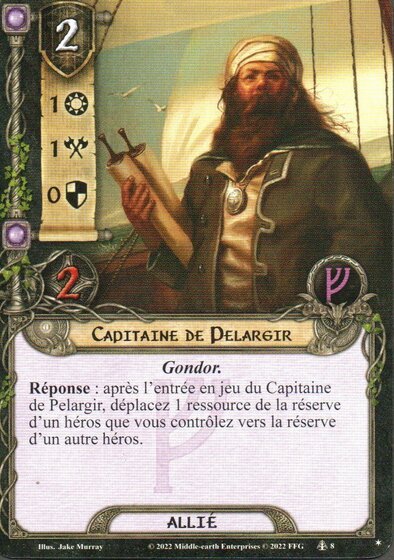 2
1
1
0
2
CAPITAINE DE PELARGIR
Gondor.
Réponse : après l'entrée en jeu du Capitaine
de Pelargir, déplacez 1 ressource de la réserve
d'un héros que vous contrôlez vers la réserve
d'un autre héros.
ALLIÉ
Illus. Jake Murray © 2022 Middle-earth Enterprises © 2022 FFG 8